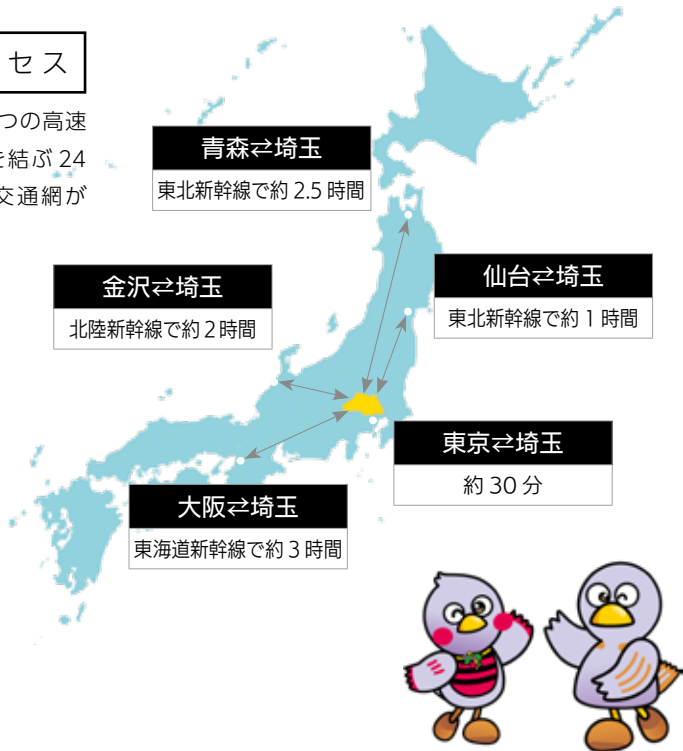 セス
つの高速
を結ぶ 24
交通網が
青森⇄埼玉
東北新幹線で約 2.5 時間
金沢⇄埼玉
北陸新幹線で約 2 時間
仙台⇄埼玉
東北新幹線で約 1 時間
東京⇄埼玉
約 30 分
大阪⇄埼玉
東海道新幹線で約 3 時間